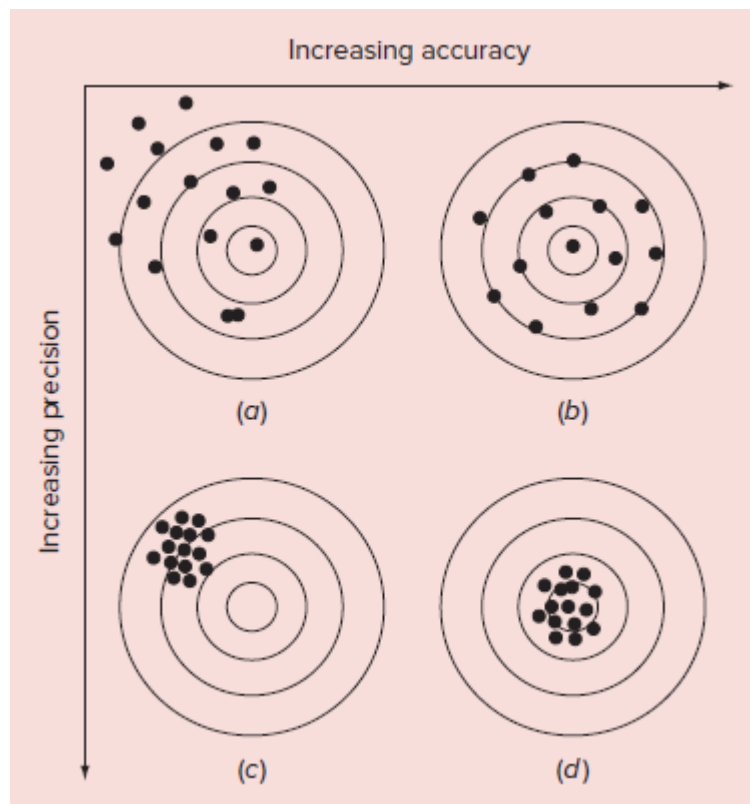 Increasing accuracy
Increasing precision
(a)
(b)
(c)
(d)